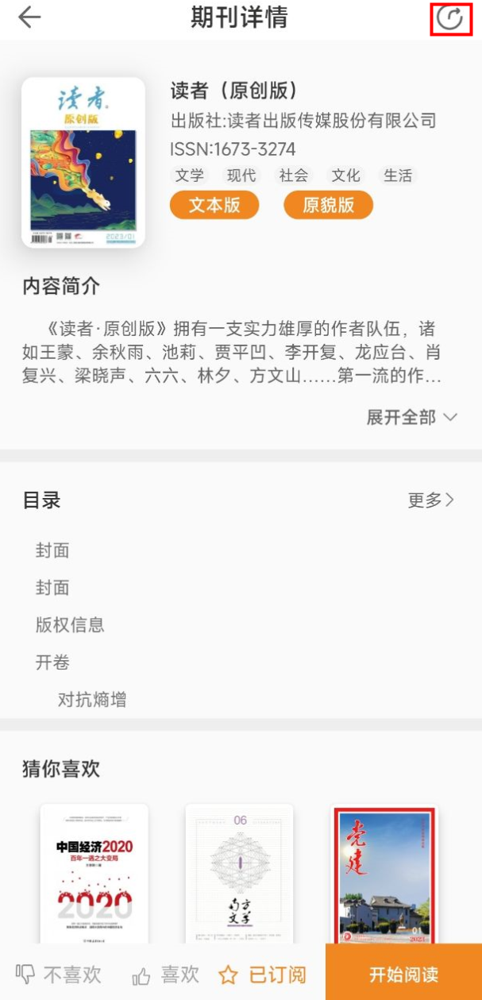 期刊详情
读者
原创版
2023/01
读者（原创版）
出版社:读者出版传媒股份有限公司
ISSN:1673-3274
文学 现代 社会 文化 生活
文本版 原貌版
内容简介
《读者·原创版》拥有一支实力雄厚的作者队伍，诸
如王蒙、余秋雨、池莉、贾平凹、李开复、龙应台、肖
复兴、梁晓声、六六、林夕、方文山……第一流的作...
展开全部
目录 更多
封面
封面
版权信息
开卷
对抗熵增
猜你喜欢
中国经济2020
百年一遇之大变局
2020
06
南方
文学
党建
01
2023
不喜欢 喜欢 已订阅 开始阅读